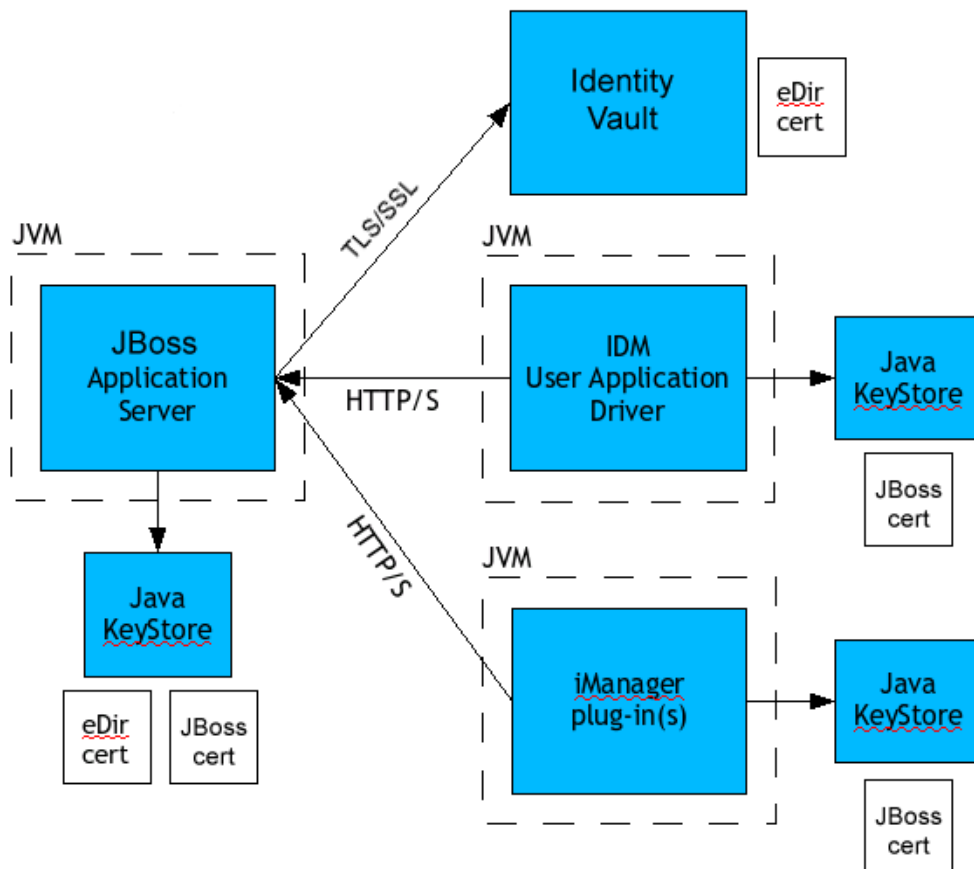 Identity
Vault
eDir
cert
TLS/SSL
JVM
JBoss
Application
Server
HTTP/S
JVM
IDM
User Application
Driver
Java
KeyStore
JBoss
cert
Java
KeyStore
eDir
cert
JBoss
cert
HTTP/S
JVM
iManager
plug-in(s)
Java
KeyStore
JBoss
cert